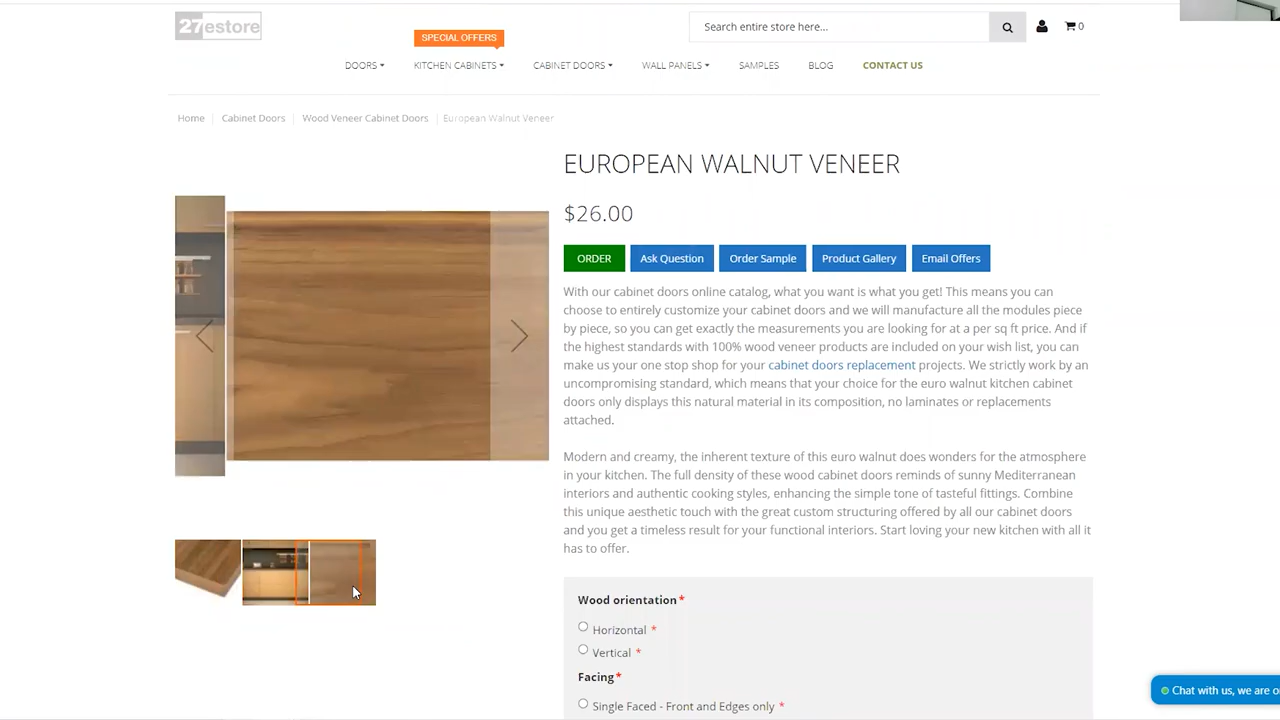 27estore
Search entire store here...
0
SPECIAL OFFERS
DOORS
KITCHEN CABINETS
CABINET DOORS
WALL PANELS
SAMPLES
BLOG
CONTACT US
Home
Cabinet Doors
Wood Veneer Cabinet Doors
European Walnut Veneer
EUROPEAN WALNUT VENEER
$26.00
ORDER
Ask Question
Order Sample
Product Gallery
Email Offers
With our cabinet doors online catalog, what you want is what you get! This means you can
choose to entirely customize your cabinet doors and we will manufacture all the modules piece
by piece, so you can get exactly the measurements you are looking for at a per sq ft price. And if
the highest standards with 100% wood veneer products are included on your wish list, you can
make us your one stop shop for your cabinet doors replacement projects. We strictly work by an
uncompromising standard, which means that your choice for the euro walnut kitchen cabinet
doors only displays this natural material in its composition, no laminates or replacements
attached.
Modern and creamy, the inherent texture of this euro walnut does wonders for the atmosphere
in your kitchen. The full density of these wood cabinet doors reminds of sunny Mediterranean
interiors and authentic cooking styles, enhancing the simple tone of tasteful fittings. Combine
this unique aesthetic touch with the great custom structuring offered by all our cabinet doors
and you get a timeless result for your functional interiors. Start loving your new kitchen with all it
has to offer.
Wood orientation*
Horizontal *
Vertical *
Facing*
Single Faced - Front and Edges only *
Chat with us, we are o